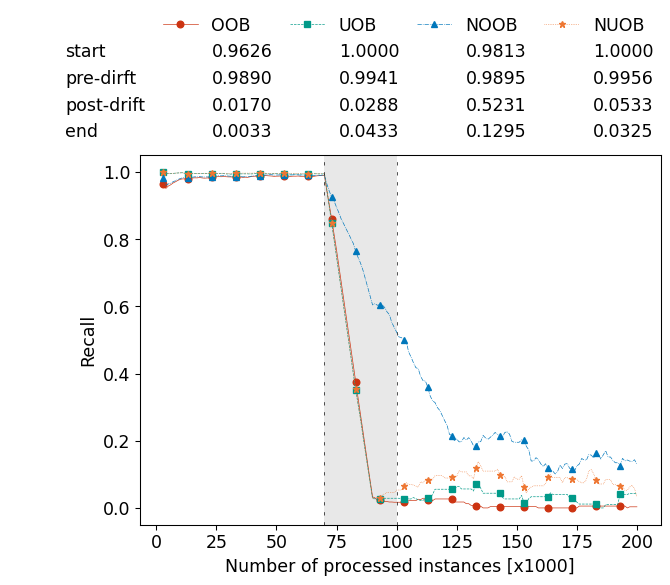 OOB UOB NOOB NUOB
start 0.9626 1.0000 0.9813 1.0000
pre-dirft 0.9890 0.9941 0.9895 0.9956
post-drift 0.0170 0.0288 0.5231 0.0533
end 0.0033 0.0433 0.1295 0.0325
1.0
0.8
0.6
0.4
0.2
0.0
Recall
0 25 50 75 100 125 150 175 200
Number of processed instances [x1000]